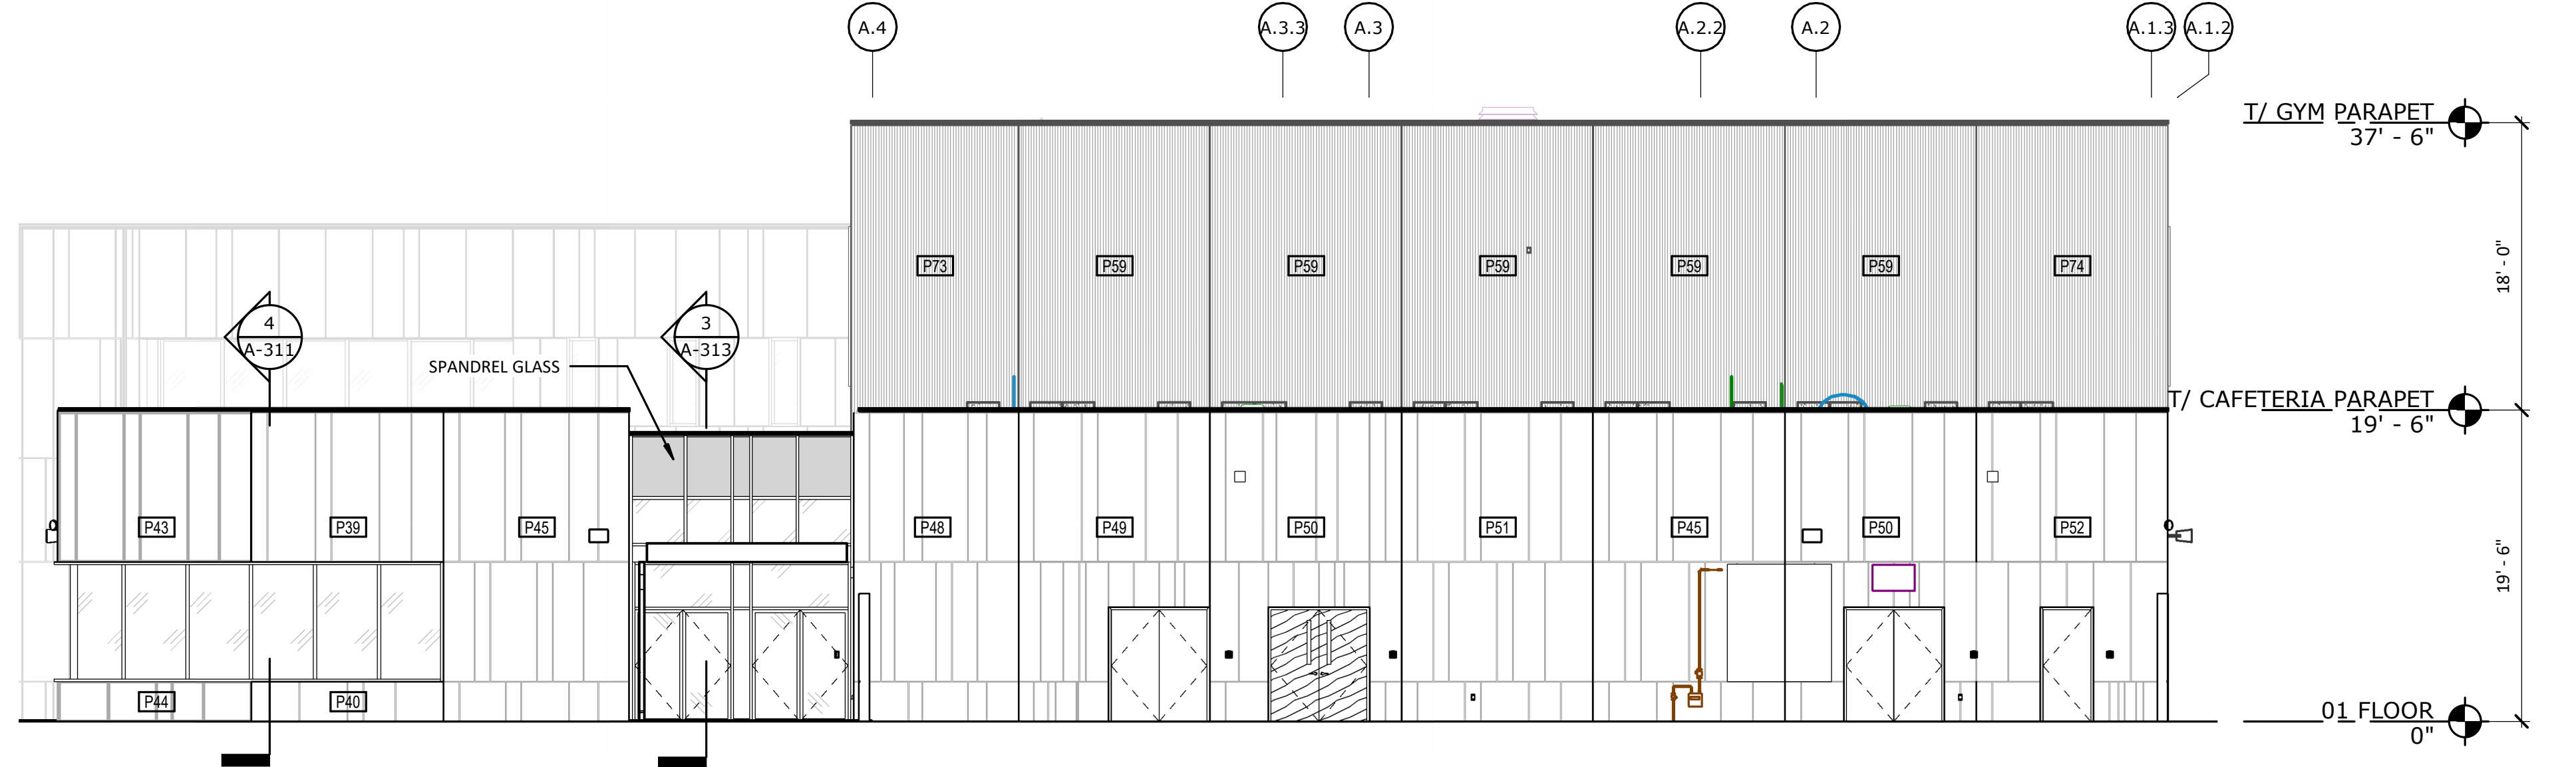 A.4
A.3.3
A.3
A.2.2
A.2
A.1.3
A.1.2
T/ GYM PARAPET
37' - 6"
18' - 0"
P73
P59
P59
P59
P59
P59
P74
4
A-311
3
A-313
SPANDREL GLASS
T/ CAFETERIA PARAPET
19' - 6"
19' - 6"
P43
P39
P45
P48
P49
P50
P51
P45
P50
P52
P44
P40
01 FLOOR
0"